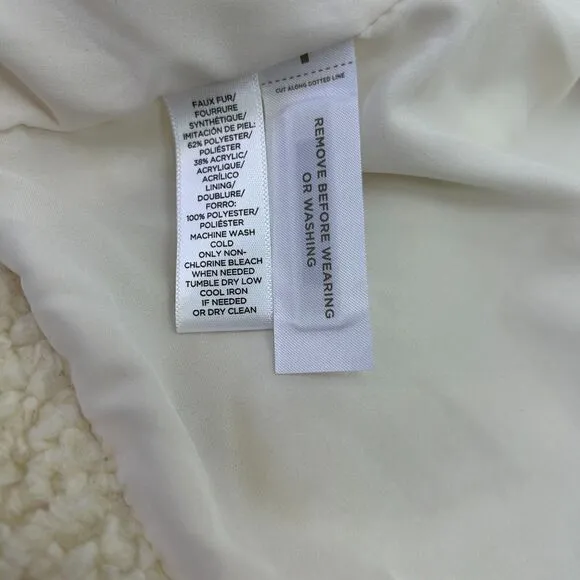 FAUX FUR/
FOURRURE
SYNTHÉTIQUE/
IMITACIÓN DE PIEL:
62% POLYESTER/
POLIÉSTER
38% ACRYLIC/
ACRYLIQUE/
ACRÍLICO
LINING/
DOUBLURE/
FORRO:
100% POLYESTER/
POLIÉSTER
MACHINE WASH
COLD
ONLY NON-
CHLORINE BLEACH
WHEN NEEDED
TUMBLE DRY LOW
COOL IRON
IF NEEDED
OR DRY CLEAN
CUT ALONG DOTTED LINE
REMOVE BEFORE WEARING
OR WASHING